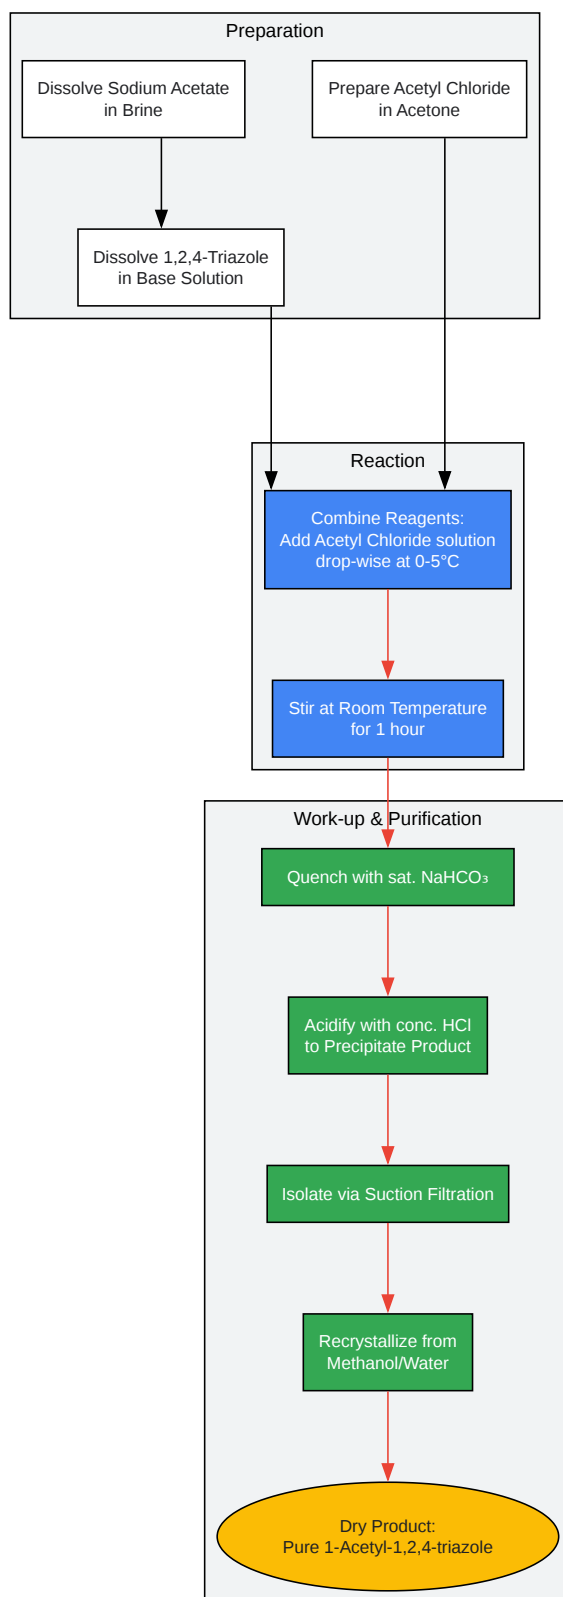 Preparation
Dissolve Sodium Acetate
in Brine
Prepare Acetyl Chloride
in Acetone
Dissolve 1,2,4-Triazole
in Base Solution
Reaction
Combine Reagents:
Add Acetyl Chloride solution
drop-wise at 0-5°C
Stir at Room Temperature
for 1 hour
Work-up & Purification
Quench with sat. NaHCO₃
Acidify with conc. HCl
to Precipitate Product
Isolate via Suction Filtration
Recrystallize from
Methanol/Water
Dry Product:
Pure 1-Acetyl-1,2,4-triazole